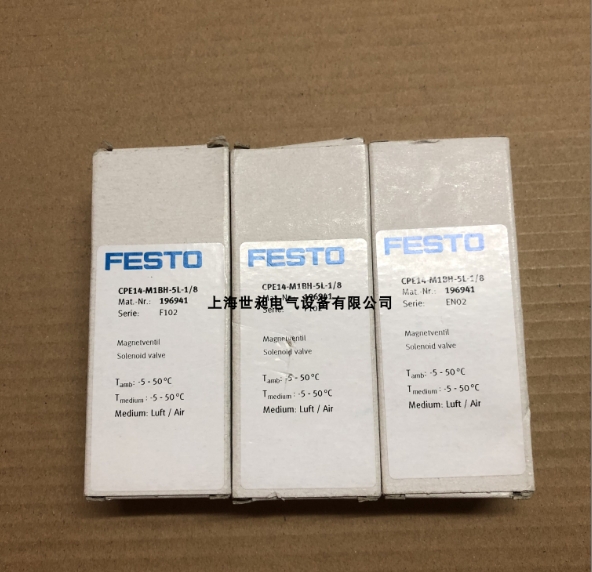 FESTO
CPE14-M1BH-5L-1/8
Mat.-Nr.: 196941
Serie: F102
Magnetventil
Solenoid valve
Tamb: -5 - 50°C
Tmedium: -5 - 50°C
Medium: Luft / Air
FESTO
CPE14-M1BH-5L-1/8
196941
F102
Magnetventil
Solenoid valve
Tamb: -5 - 50°C
Tmedium: -5 - 50°C
Medium: Luft / Air
FESTO
CPE14-M1BH-5L-1/8
Mat. Nr.: 196941
Serie: EN02
Magnetventil
Solenoid valve
Tamb: -5 - 50°C
Tmedium: -5 - 50°C
Medium: Luft / Air
上海世昶电气设备有限公司